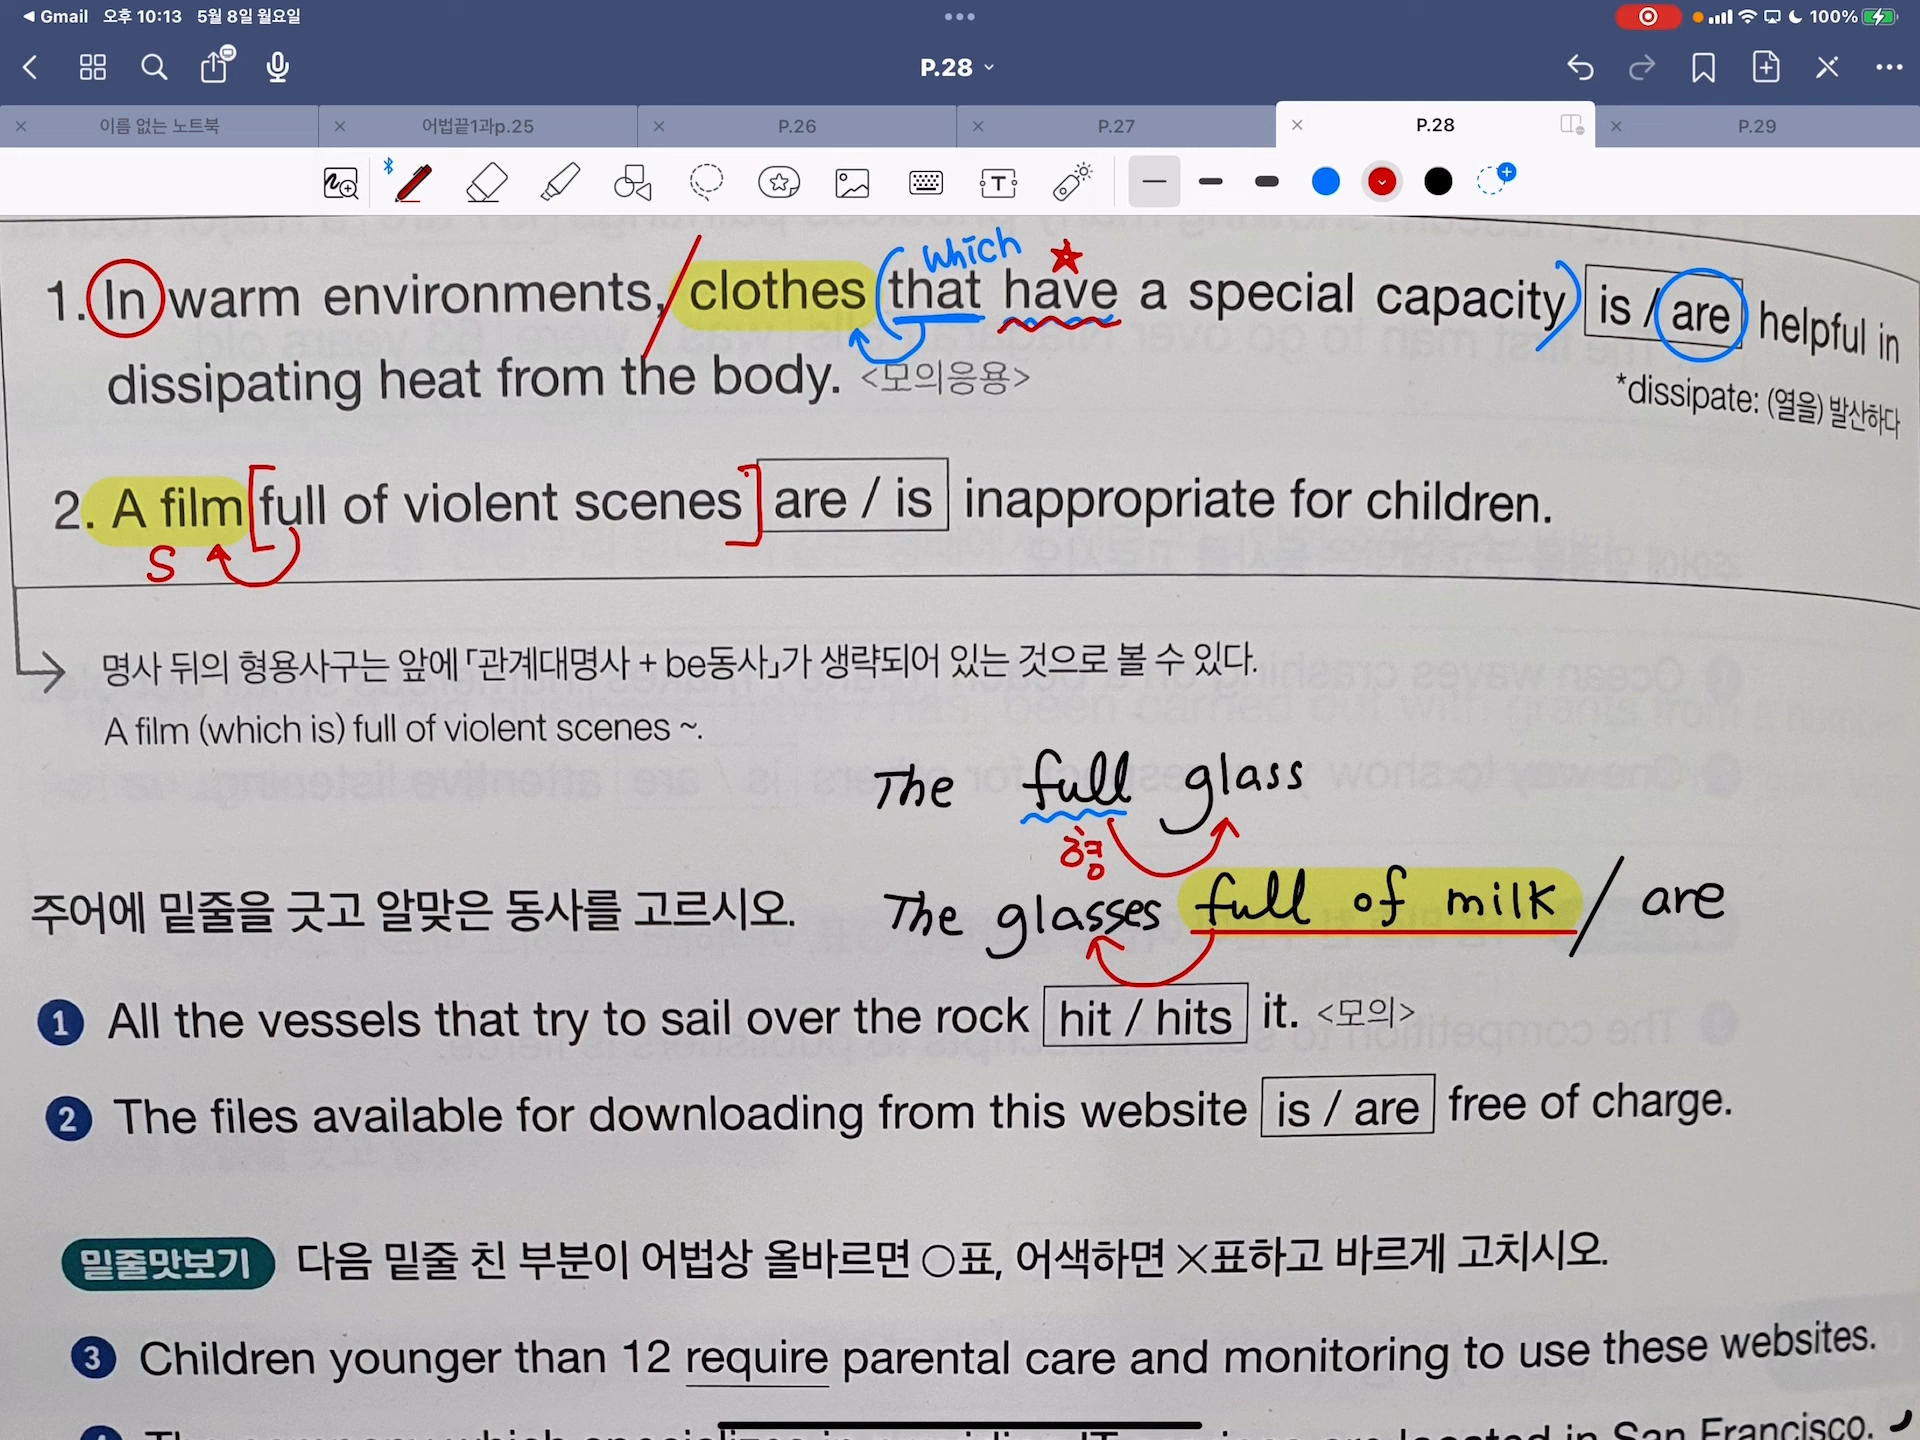 Gmail 오후 10:13 5월 8일 월요일 100%
P.28
이름 없는 노트북 어법끝1과p.25 P.26 P.27 P.28 P.29
which
1. In warm environments, / clothes (that have a special capacity) is / are helpful in
dissipating heat from the body. <모의응용>
*dissipate: (열을) 발산하다
2. A film [full of violent scenes] are / is inappropriate for children.
S
명사 뒤의 형용사구는 앞에 「관계대명사 + be동사」가 생략되어 있는 것으로 볼 수 있다.
A film (which is) full of violent scenes ~.
The full glass
형
The glasses full of milk / are
주어에 밑줄을 긋고 알맞은 동사를 고르시오.
1 All the vessels that try to sail over the rock hit / hits it. <모의>
2 The files available for downloading from this website is / are free of charge.
밑줄맛보기 다음 밑줄 친 부분이 어법상 올바르면 ○표, 어색하면 ×표하고 바르게 고치시오.
3 Children younger than 12 require parental care and monitoring to use these websites.
located in San Francisco.